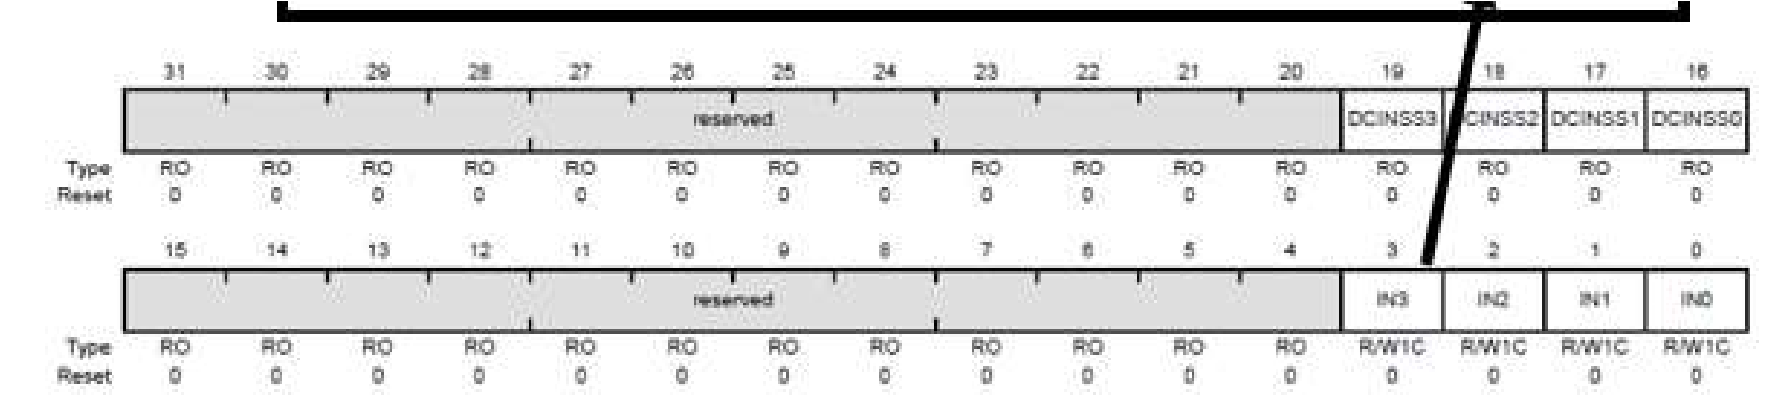 31 30 29 28 27 26 25 24 23 22 21 20 19 18 17 16
reserved DCINSS3 DCINSS2 DCINSS1 DCINSS0
Type RO RO RO RO RO RO RO RO RO RO RO RO RO RO RO RO
Reset 0 0 0 0 0 0 0 0 0 0 0 0 0 0 0 0
15 14 13 12 11 10 9 8 7 6 5 4 3 2 1 0
reserved IN3 IN2 IN1 IN0
Type RO RO RO RO RO RO RO RO RO RO RO RO R/W1C R/W1C R/W1C R/W1C
Reset 0 0 0 0 0 0 0 0 0 0 0 0 0 0 0 0